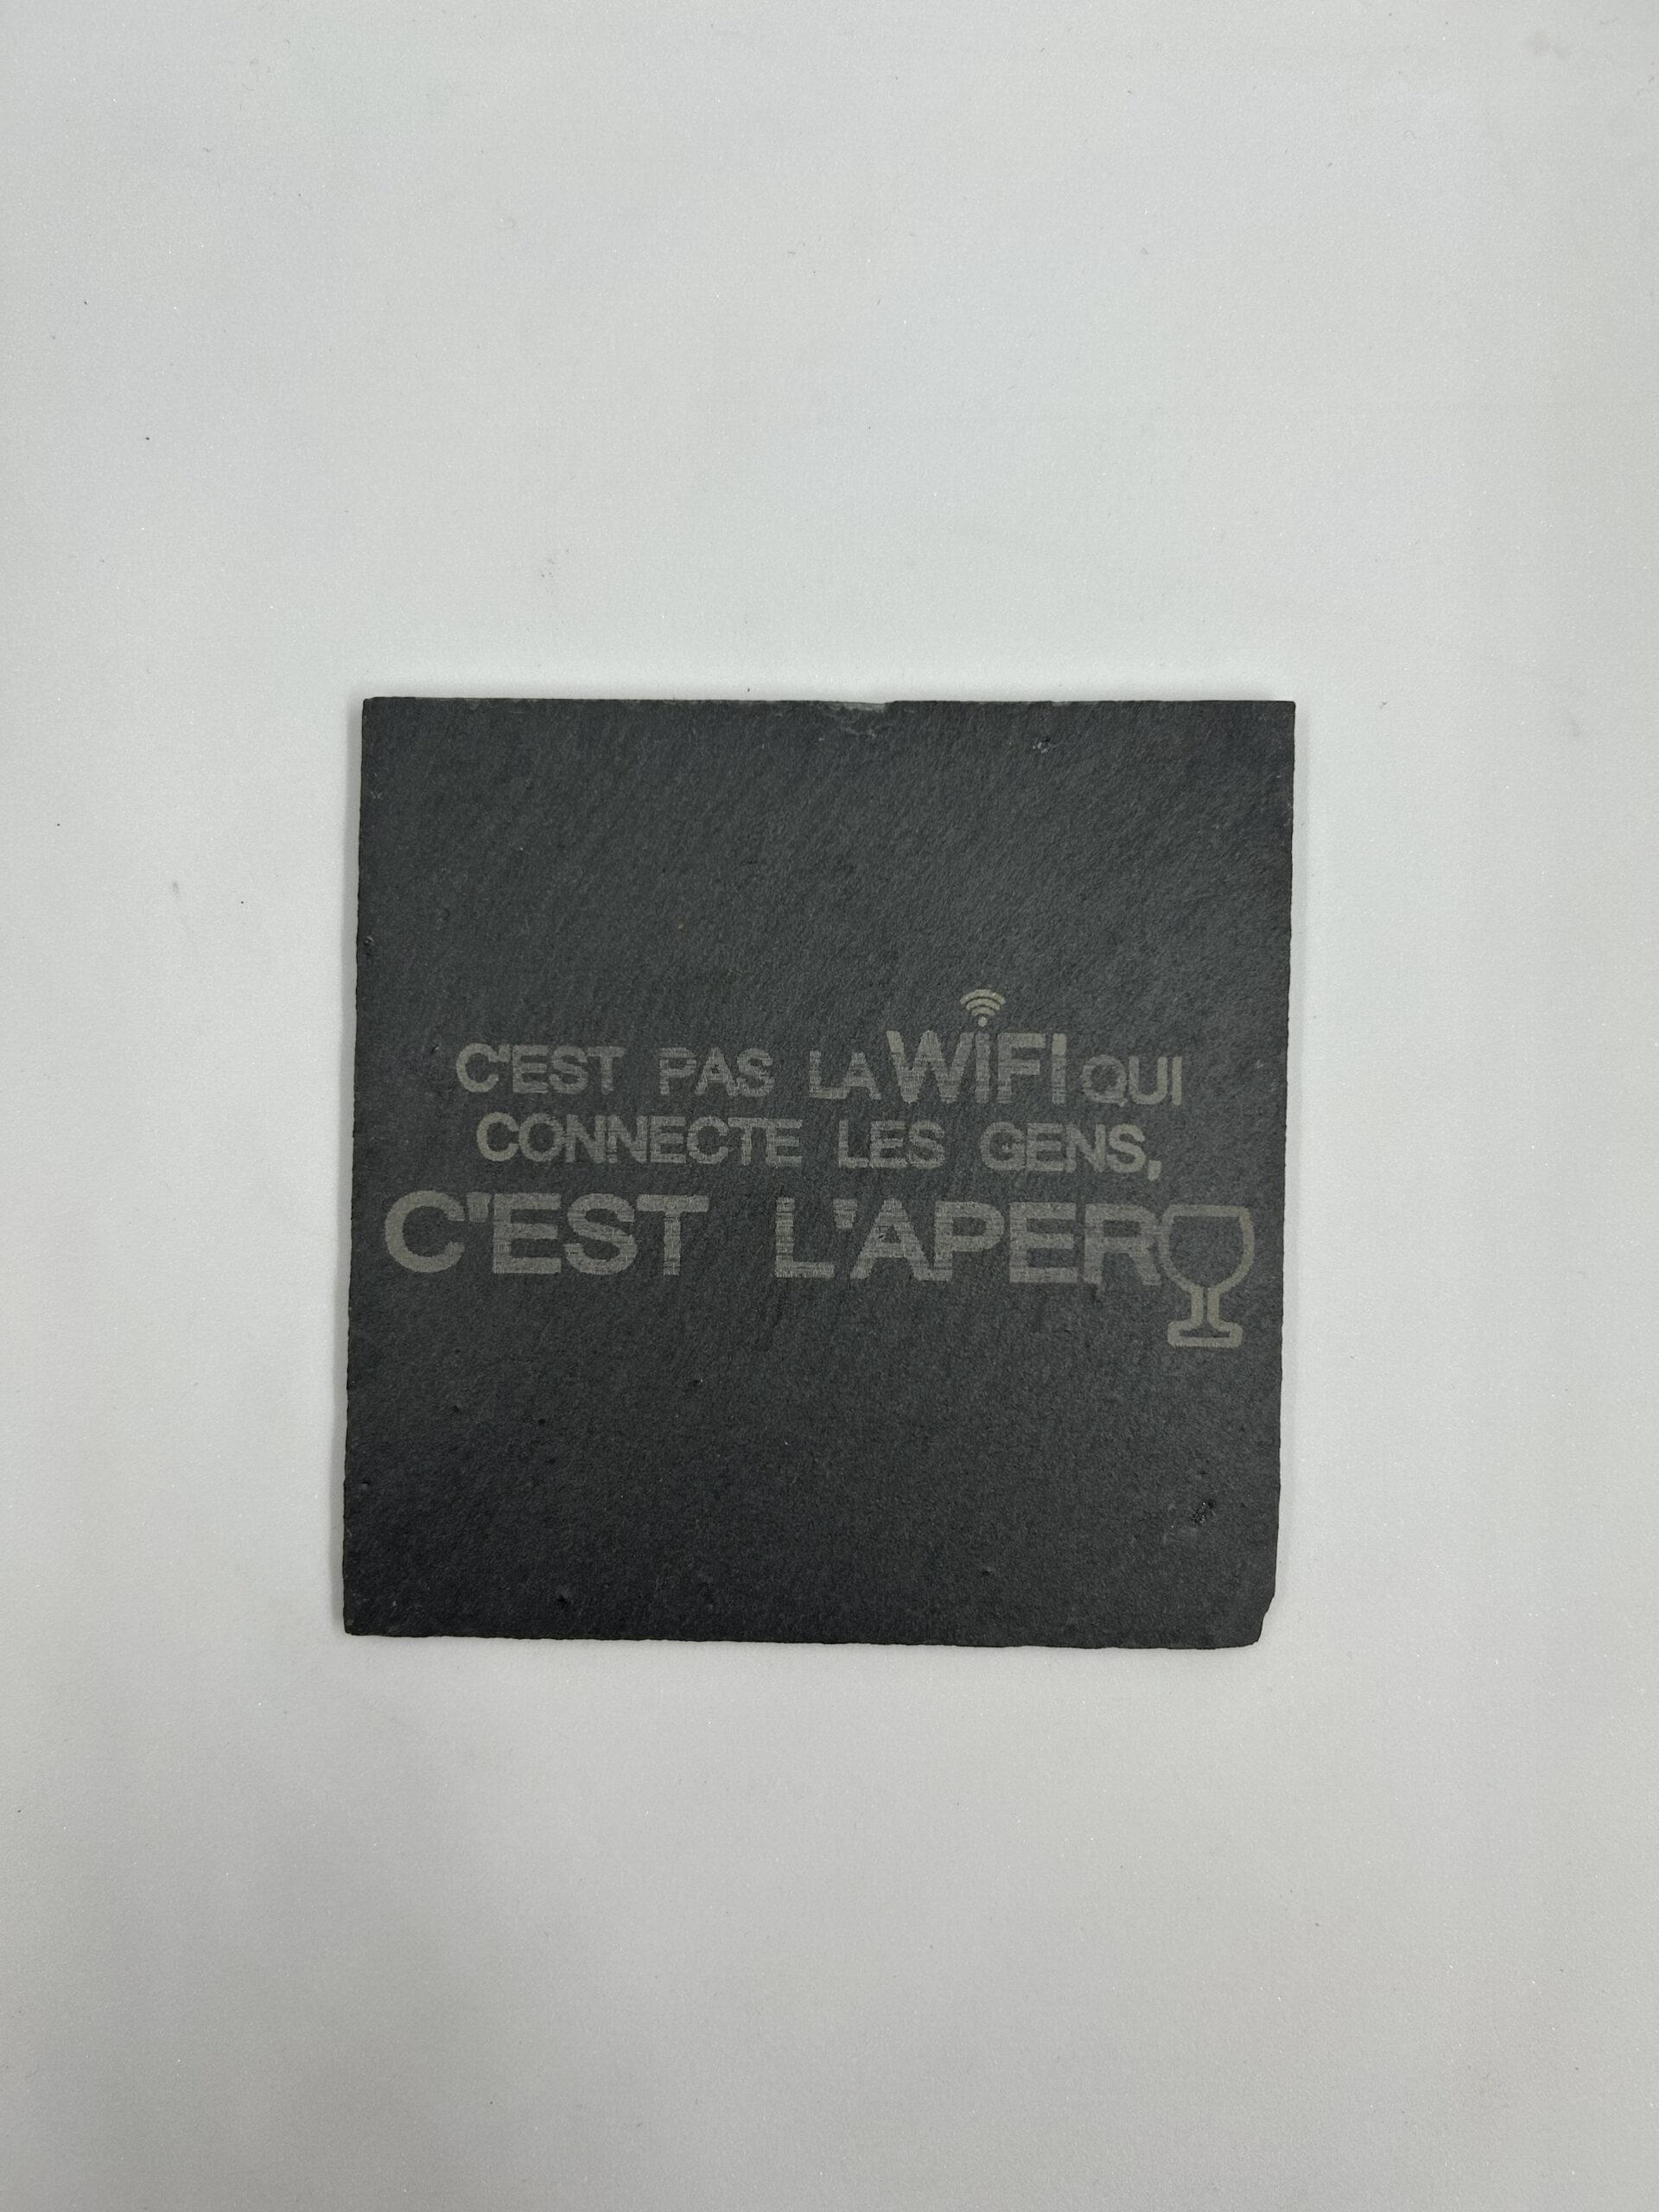 C'EST PAS LA WIFI QUI
CONNECTE LES GENS,
C'EST L'APERO